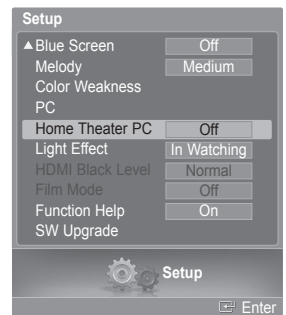 Setup
▲ Blue Screen Off
Melody Medium
Color Weakness
PC
Home Theater PC Off
Light Effect In Watching
HDMI Black Level Normal
Film Mode Off
Function Help On
SW Upgrade
Setup
Enter